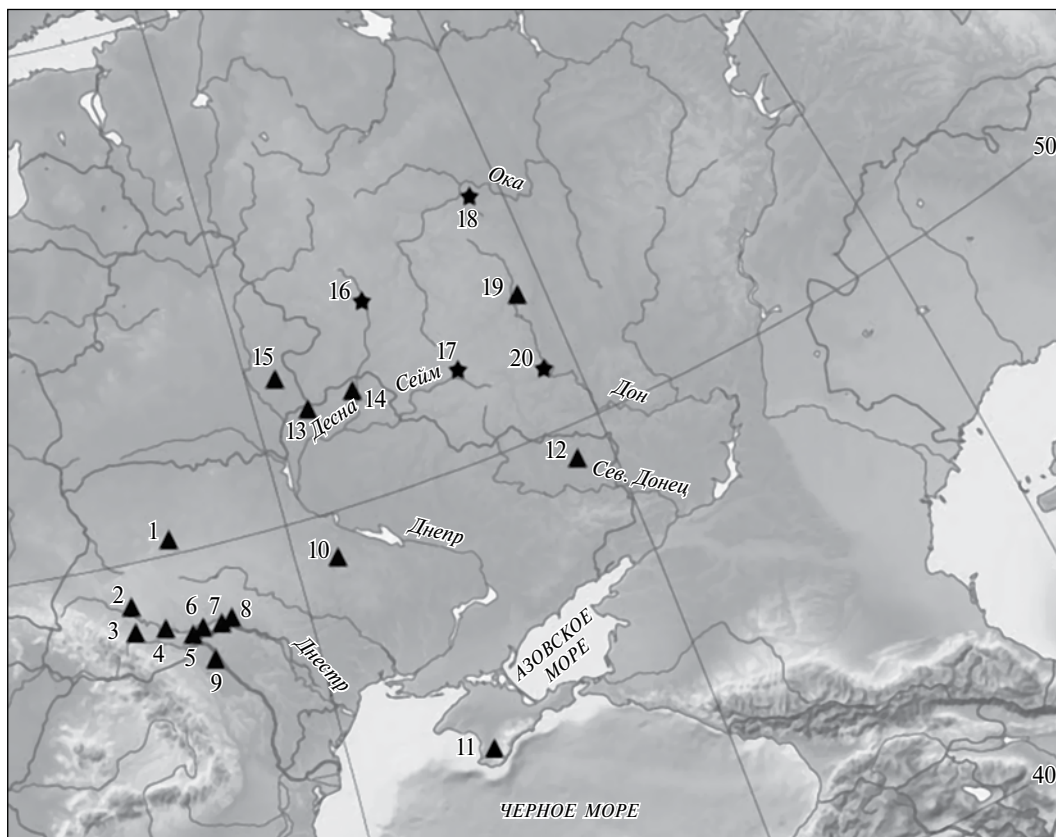 50
Ока
18
19
16
15
17
20
Сейм
Дон
14
Десна
13
12
Сев. Донец
1
Днепр
10
2
6
7
8
3
4
5
9
Днестр
АЗОВСКОЕ
МОРЕ
11
40
ЧЕРНОЕ МОРЕ